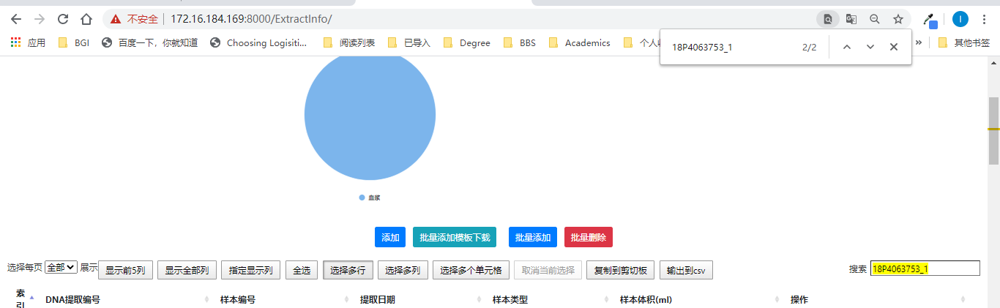 不安全 172.16.184.169:8000/ExtractInfo/
应用 BGI 百度一下，你就知道 Choosing Logisiti... 阅读列表 已导入 Degree BBS Academics » 其他书签
18P4063753_1 2/2
血浆
添加 批量添加模板下载 批量添加 批量删除
选择每页 全部 展示 显示前5列 显示全部列 指定显示列 全选 选择多行 选择多列 选择多个单元格 取消当前选择 复制到剪切板 输出到csv 搜索 18P4063753_1
索引 DNA提取编号 样本编号 提取日期 样本类型 样本体积(ml) 操作